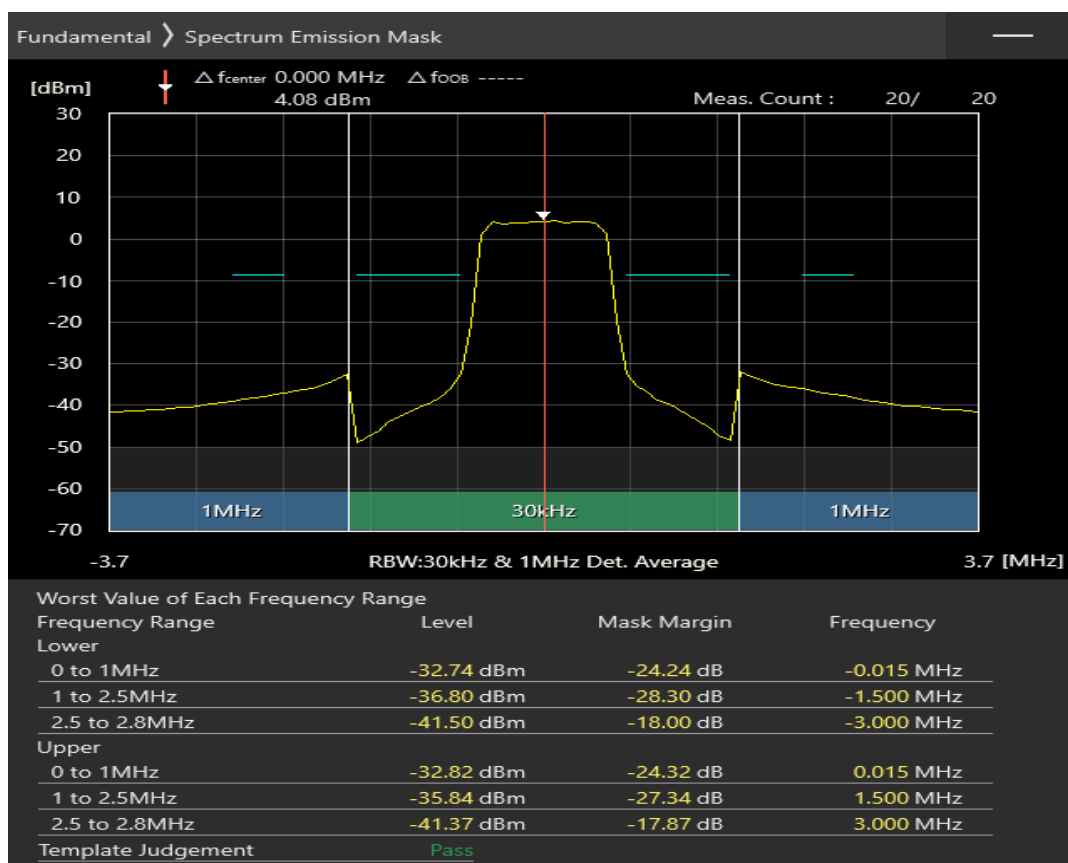 Fundamental 〉 Spectrum Emission Mask
[dBm] △ fcenter 0.000 MHz △ fOOB -----
4.08 dBm Meas. Count : 20/ 20
30
20
10
0
-10
-20
-30
-40
-50
-60
1MHz 30kHz 1MHz
-70
-3.7 RBW:30kHz & 1MHz Det. Average 3.7 [MHz]
Worst Value of Each Frequency Range
Frequency Range Level Mask Margin Frequency
Lower
0 to 1MHz -32.74 dBm -24.24 dB -0.015 MHz
1 to 2.5MHz -36.80 dBm -28.30 dB -1.500 MHz
2.5 to 2.8MHz -41.50 dBm -18.00 dB -3.000 MHz
Upper
0 to 1MHz -32.82 dBm -24.32 dB 0.015 MHz
1 to 2.5MHz -35.84 dBm -27.34 dB 1.500 MHz
2.5 to 2.8MHz -41.37 dBm -17.87 dB 3.000 MHz
Template Judgement Pass